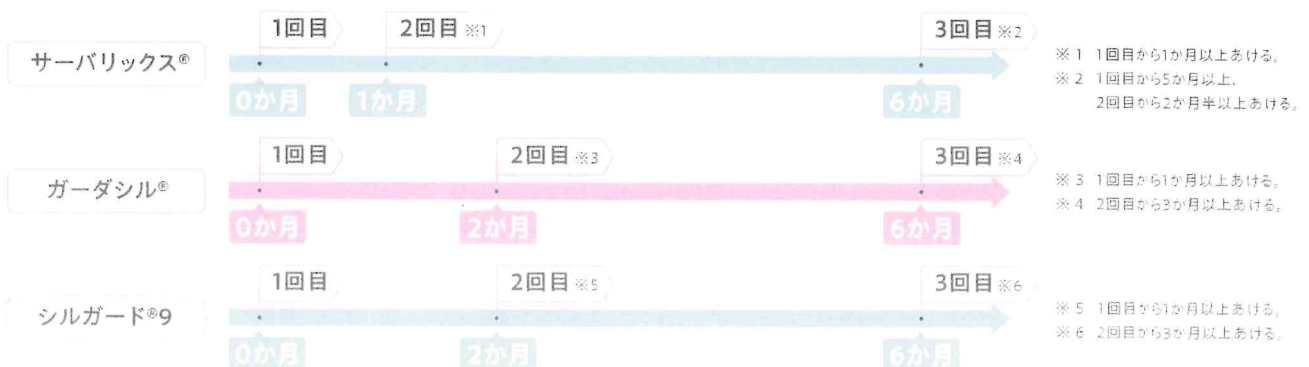 1回目 2回目 ※1 3回目 ※2
サーバリックス®
0か月 1か月 6か月
※1 1回目から1か月以上あける。
※2 1回目から5か月以上、
2回目から2か月半以上あける。
1回目 2回目 ※3 3回目 ※4
ガーダシル®
0か月 2か月 6か月
※3 1回目から1か月以上あける。
※4 2回目から3か月以上あける。
1回目 2回目 ※5 3回目 ※6
シルガード®9
0か月 2か月 6か月
※5 1回目から1か月以上あける。
※6 2回目から3か月以上あける。